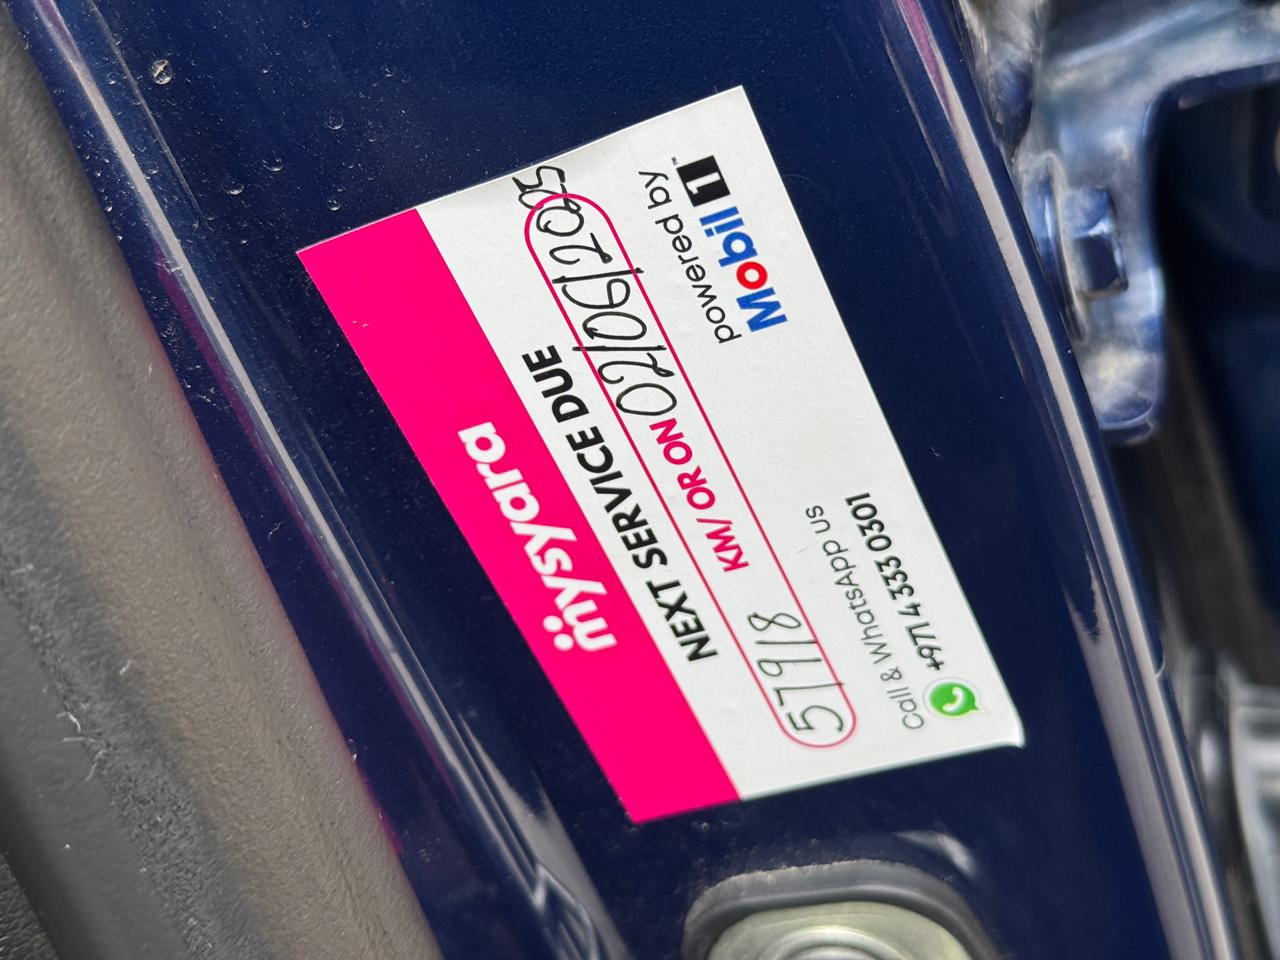 mysyara
NEXT SERVICE DUE
57918 KM/ OR ON 02/06/2025
Call & WhatsApp us
+971 4 333 0301
powered by
Mobil 1™